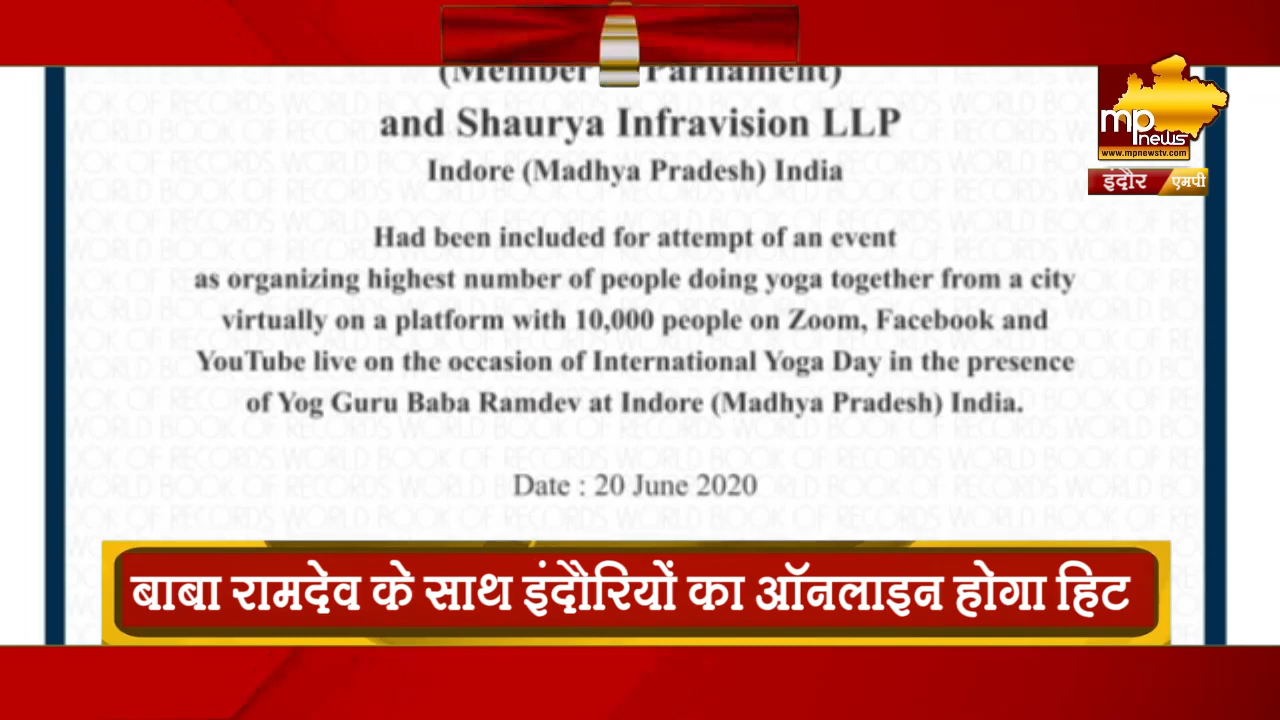 (Member Parliament)
and Shaurya Infravision LLP
Indore (Madhya Pradesh) India
Had been included for attempt of an event
as organizing highest number of people doing yoga together from a city
virtually on a platform with 10,000 people on Zoom, Facebook and
YouTube live on the occasion of International Yoga Day in the presence
of Yog Guru Baba Ramdev at Indore (Madhya Pradesh) India.
Date : 20 June 2020
mp
news
www.mpnewstv.com
इंदौर एमपी
बाबा रामदेव के साथ इंदौरियों का ऑनलाइन होगा हिट